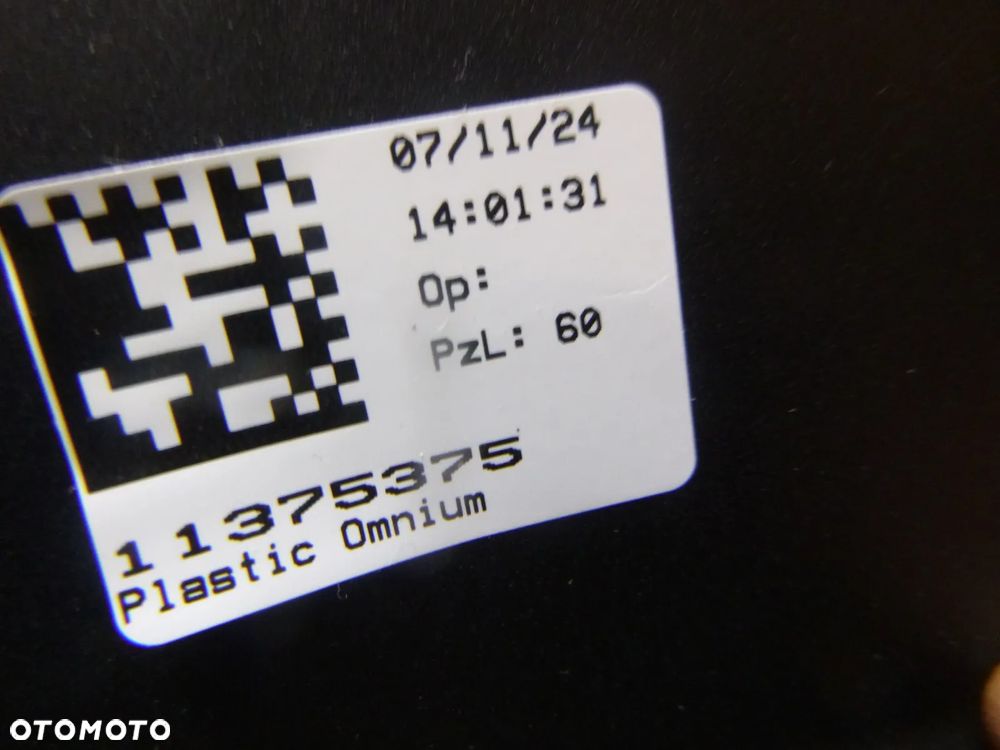 07/11/24
14:01:31
Op:
PzL: 60
11375375
Plastic Omnium
OTOMOTO